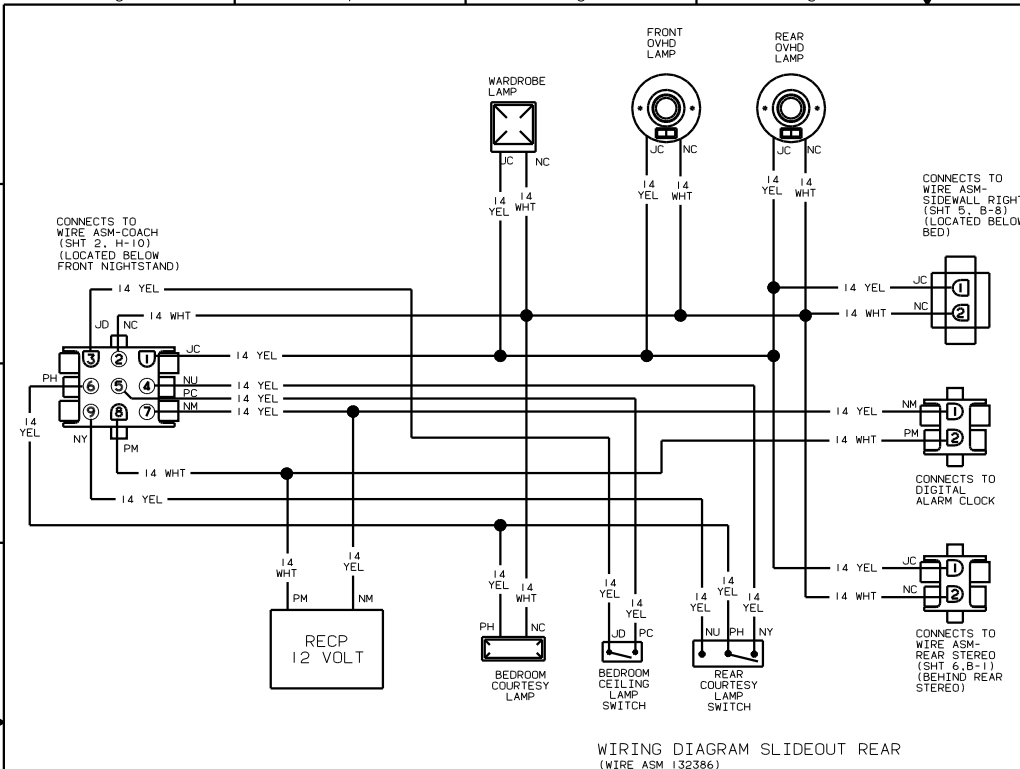 FRONT
OVHD
LAMP
REAR
OVHD
LAMP
WARDROBE
LAMP
JC NC
JC NC
JC NC
14
YEL
14
WHT
14
YEL
14
WHT
14
YEL
14
WHT
CONNECTS TO
WIRE ASM-COACH
(SHT 2, H-10)
(LOCATED BELOW
FRONT NIGHTSTAND)
CONNECTS TO
WIRE ASM-
SIDEWALL RIGHT
(SHT 5, B-8)
(LOCATED BELOW
BED)
14 YEL
JD NC
14 WHT
3 2 1
JC
14 YEL
PH
6 5 4
NU
14 YEL
PC
14 YEL
9 8 7
NM
14 YEL
14
YEL
NY
PM
14 WHT
14 YEL
14 YEL
JC
1
14 WHT
NC
2
14 YEL
NM
1
14 WHT
PM
2
CONNECTS TO
DIGITAL
ALARM CLOCK
14 YEL
JC
1
14 WHT
NC
2
CONNECTS TO
WIRE ASM-
REAR STEREO
(SHT 6,B-1)
(BEHIND REAR
STEREO)
14
WHT
14
YEL
PM NM
RECP
12 VOLT
14
YEL
14
WHT
PH NC
BEDROOM
COURTESY
LAMP
14
YEL
14
YEL
JD PC
BEDROOM
CEILING
LAMP
SWITCH
14
YEL
14
YEL
14
YEL
NU PH NY
REAR
COURTESY
LAMP
SWITCH
WIRING DIAGRAM SLIDEOUT REAR
(WIRE ASM 132386)